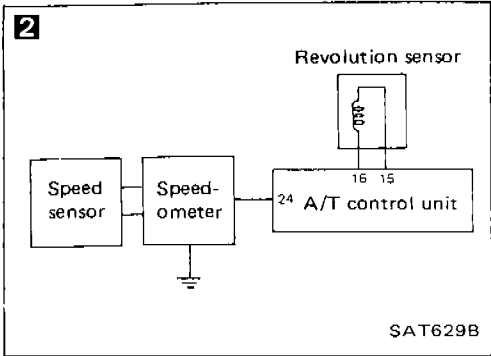 2
Revolution sensor
16 15
Speed
sensor
Speed-
ometer
24 A/T control unit
SAT629B